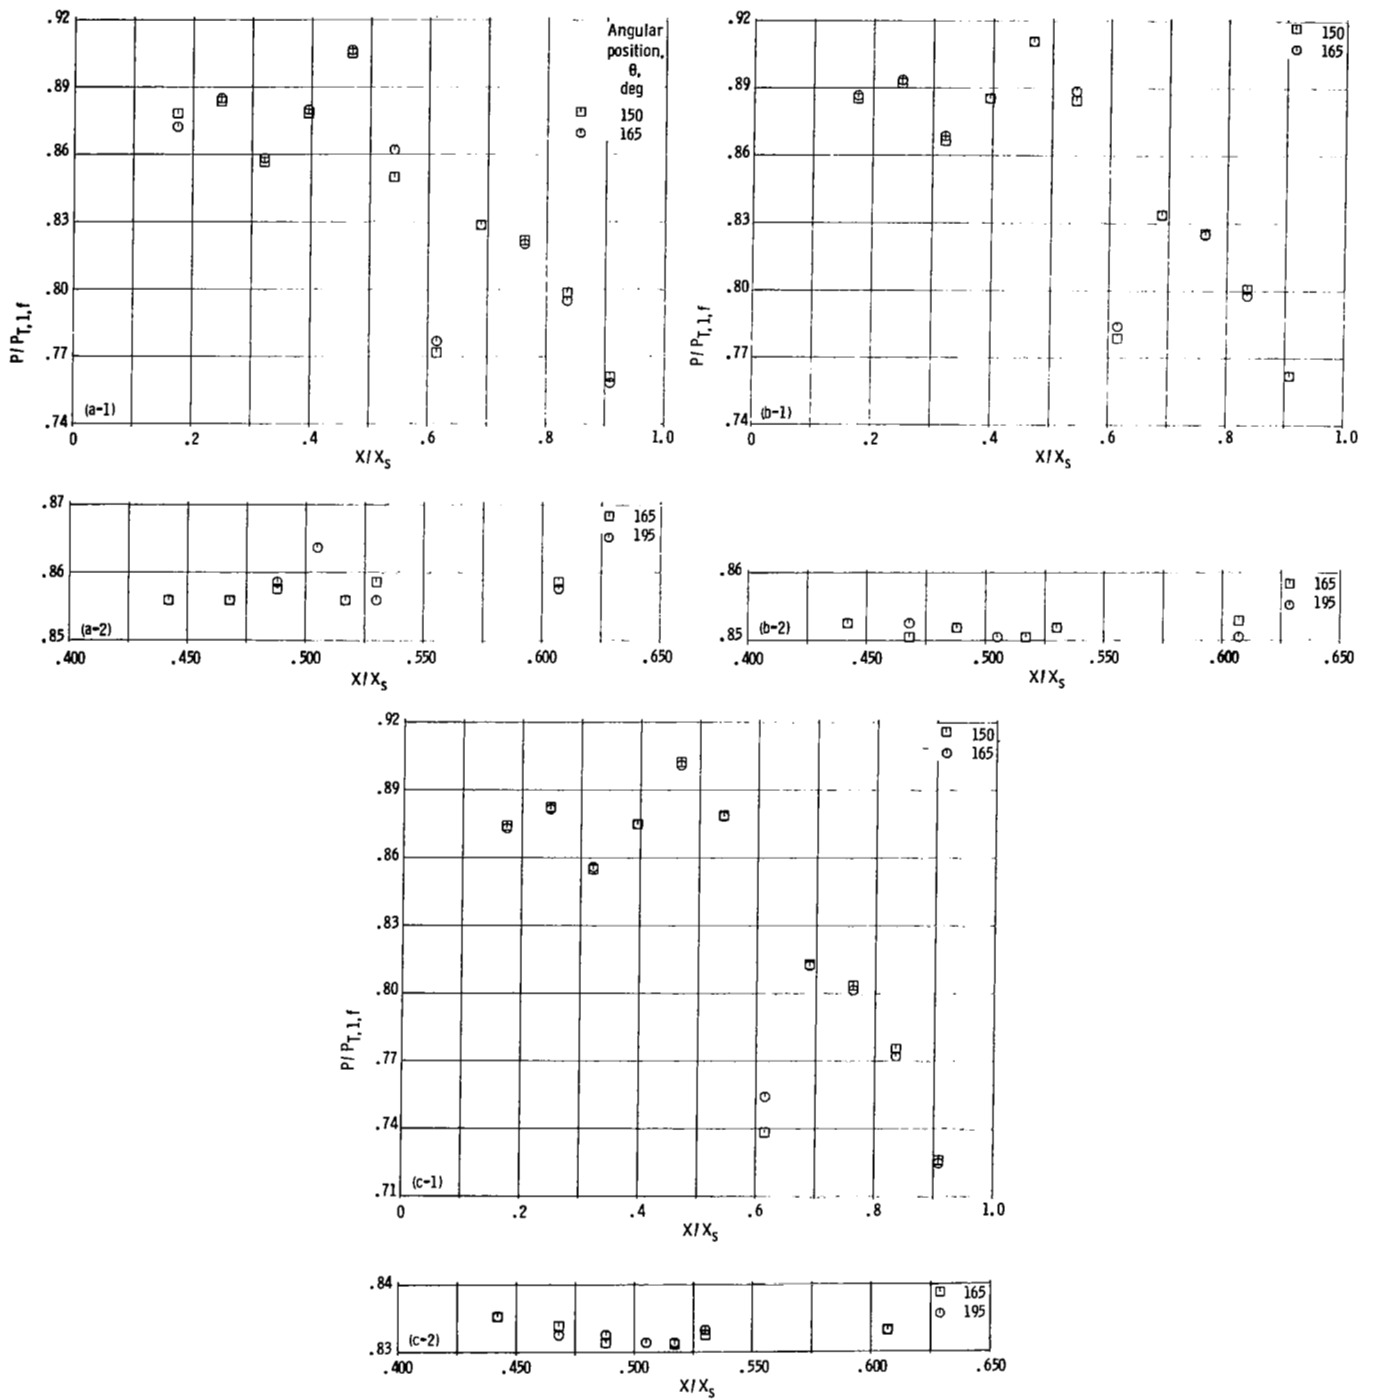 .92
.89
.86
.83
.80
.77
.74
P/P_T,1,f
Angular
position,
θ,
deg
150
165
(a-1)
0 .2 .4 .6 .8 1.0
X/X_s
.92
.89
.86
.83
.80
.77
.74
P/P_T,1,f
150
165
(b-1)
0 .2 .4 .6 .8 1.0
X/X_s
.87
.86
.85
165
195
(a-2)
.400 .450 .500 .550 .600 .650
X/X_s
.86
.85
165
195
(b-2)
.400 .450 .500 .550 .600 .650
X/X_s
.92
.89
.86
.83
.80
.77
.74
.71
P/P_T,1,f
150
165
(c-1)
0 .2 .4 .6 .8 1.0
X/X_s
.84
.83
165
195
(c-2)
.400 .450 .500 .550 .600 .650
X/X_s